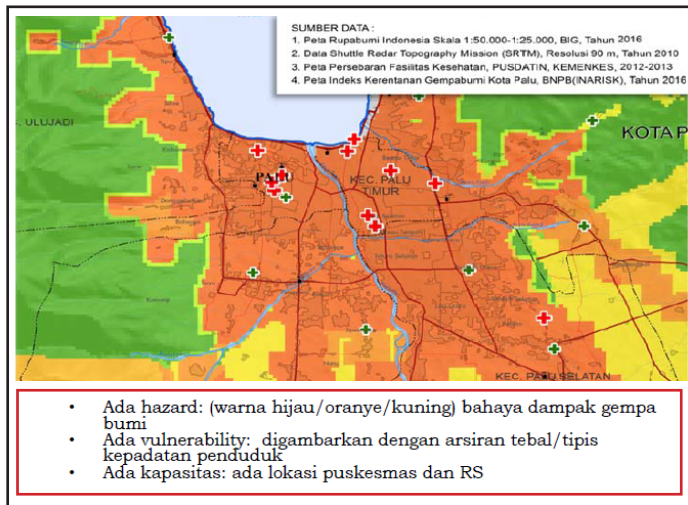 SUMBER DATA :
1. Peta Rupabumi Indonesia Skala 1:50.000-1:25.000, BIG, Tahun 2016
2. Data Shuttle Radar Topography Mission (SRTM), Resolusi 90 m, Tahun 2010
3. Peta Persebaran Fasilitas Kesehatan, PUSDATIN, KEMENKES, 2012-2013
4. Peta Indeks Kerentanan Gempabumi Kota Palu, BNPB(INARISK), Tahun 2016
ULUJADI
KOTA P
PALU
KEC. PALU
TIMUR
KEC. PALU SELATAN
• Ada hazard: (warna hijau/oranye/kuning) bahaya dampak gempa
bumi
• Ada vulnerability: digambarkan dengan arsiran tebal/tipis
kepadatan penduduk
• Ada kapasitas: ada lokasi puskesmas dan RS